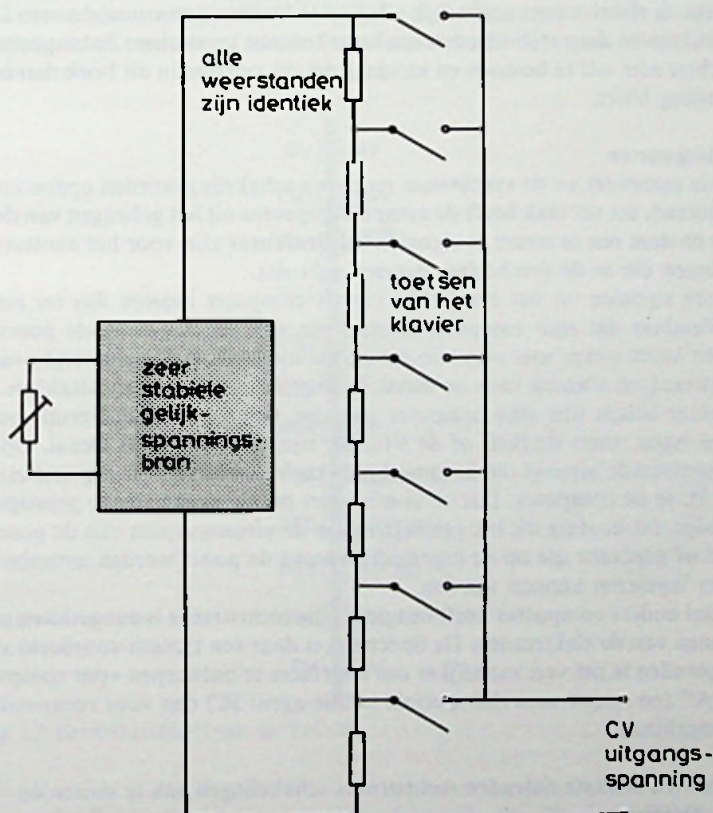 alle
weerstanden
zijn identiek
toetsen
van het
klavier
zeer
stabiele
gelijk-
spannings-
bron
CV
uitgangs-
spanning